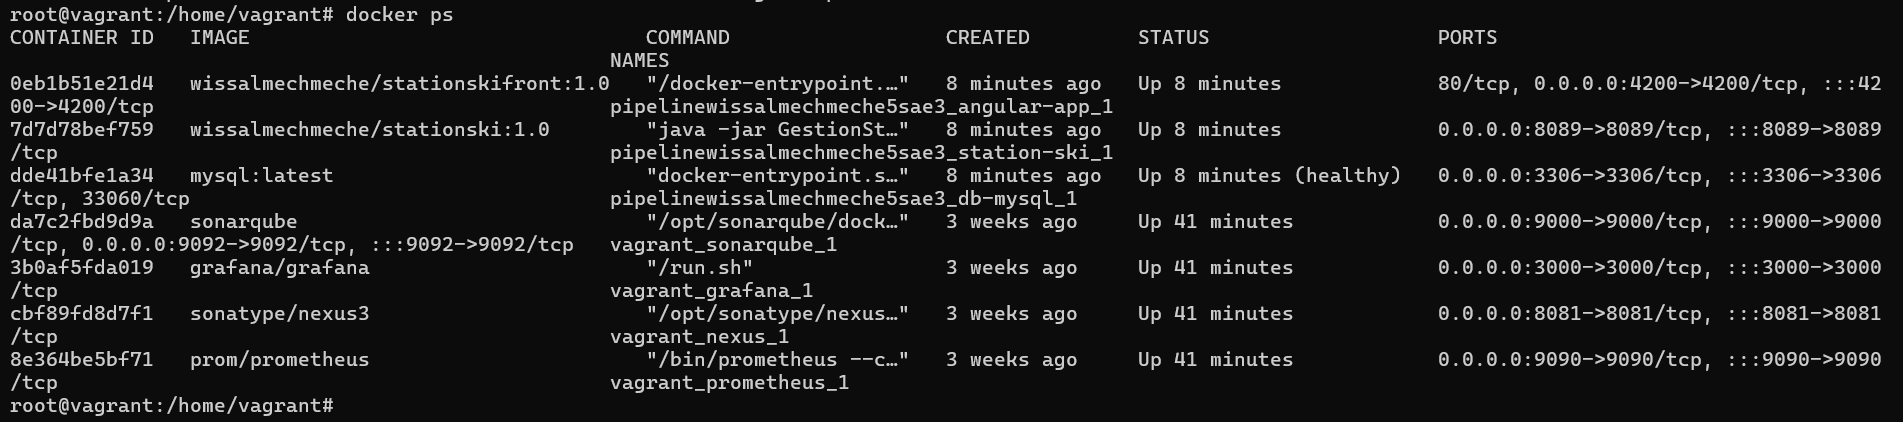 root@vagrant:/home/vagrant# docker ps
CONTAINER ID   IMAGE                                 COMMAND                  CREATED         STATUS                   PORTS
                                                  NAMES
0eb1b51e21d4   wissalmechmeche/stationskifront:1.0   "/docker-entrypoint.…"   8 minutes ago   Up 8 minutes             80/tcp, 0.0.0.0:4200->4200/tcp, :::42
00->4200/tcp                                      pipelinewissalmechmeche5sae3_angular-app_1
7d7d78bef759   wissalmechmeche/stationski:1.0        "java -jar GestionSt…"   8 minutes ago   Up 8 minutes             0.0.0.0:8089->8089/tcp, :::8089->8089
/tcp                                              pipelinewissalmechmeche5sae3_station-ski_1
dde41bfe1a34   mysql:latest                          "docker-entrypoint.s…"   8 minutes ago   Up 8 minutes (healthy)   0.0.0.0:3306->3306/tcp, :::3306->3306
/tcp, 33060/tcp                                   pipelinewissalmechmeche5sae3_db-mysql_1
da7c2fbd9d9a   sonarqube                             "/opt/sonarqube/dock…"   3 weeks ago     Up 41 minutes            0.0.0.0:9000->9000/tcp, :::9000->9000
/tcp, 0.0.0.0:9092->9092/tcp, :::9092->9092/tcp   vagrant_sonarqube_1
3b0af5fda019   grafana/grafana                       "/run.sh"                3 weeks ago     Up 41 minutes            0.0.0.0:3000->3000/tcp, :::3000->3000
/tcp                                              vagrant_grafana_1
cbf89fd8d7f1   sonatype/nexus3                       "/opt/sonatype/nexus…"   3 weeks ago     Up 41 minutes            0.0.0.0:8081->8081/tcp, :::8081->8081
/tcp                                              vagrant_nexus_1
8e364be5bf71   prom/prometheus                       "/bin/prometheus --c…"   3 weeks ago     Up 41 minutes            0.0.0.0:9090->9090/tcp, :::9090->9090
/tcp                                              vagrant_prometheus_1
root@vagrant:/home/vagrant#